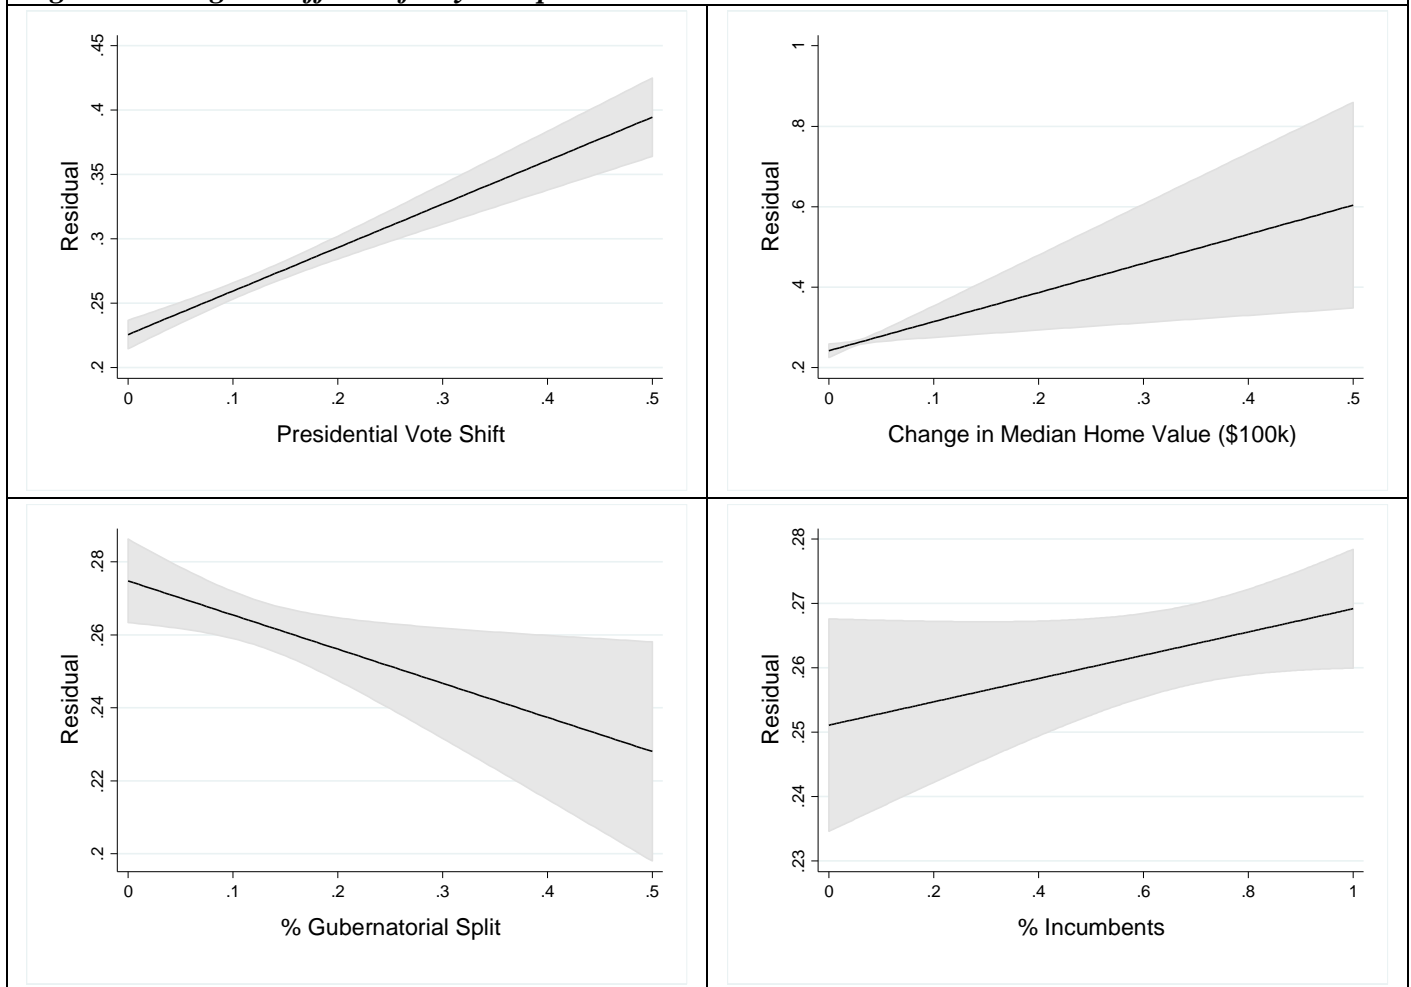 .45
.4
.35
.3
.25
.2
Residual
0 .1 .2 .3 .4 .5
Presidential Vote Shift
1
.8
.6
.4
.2
Residual
0 .1 .2 .3 .4 .5
Change in Median Home Value ($100k)
.28
.26
.24
.22
.2
Residual
0 .1 .2 .3 .4 .5
% Gubernatorial Split
.28
.27
.26
.25
.24
.23
Residual
0 .2 .4 .6 .8 1
% Incumbents